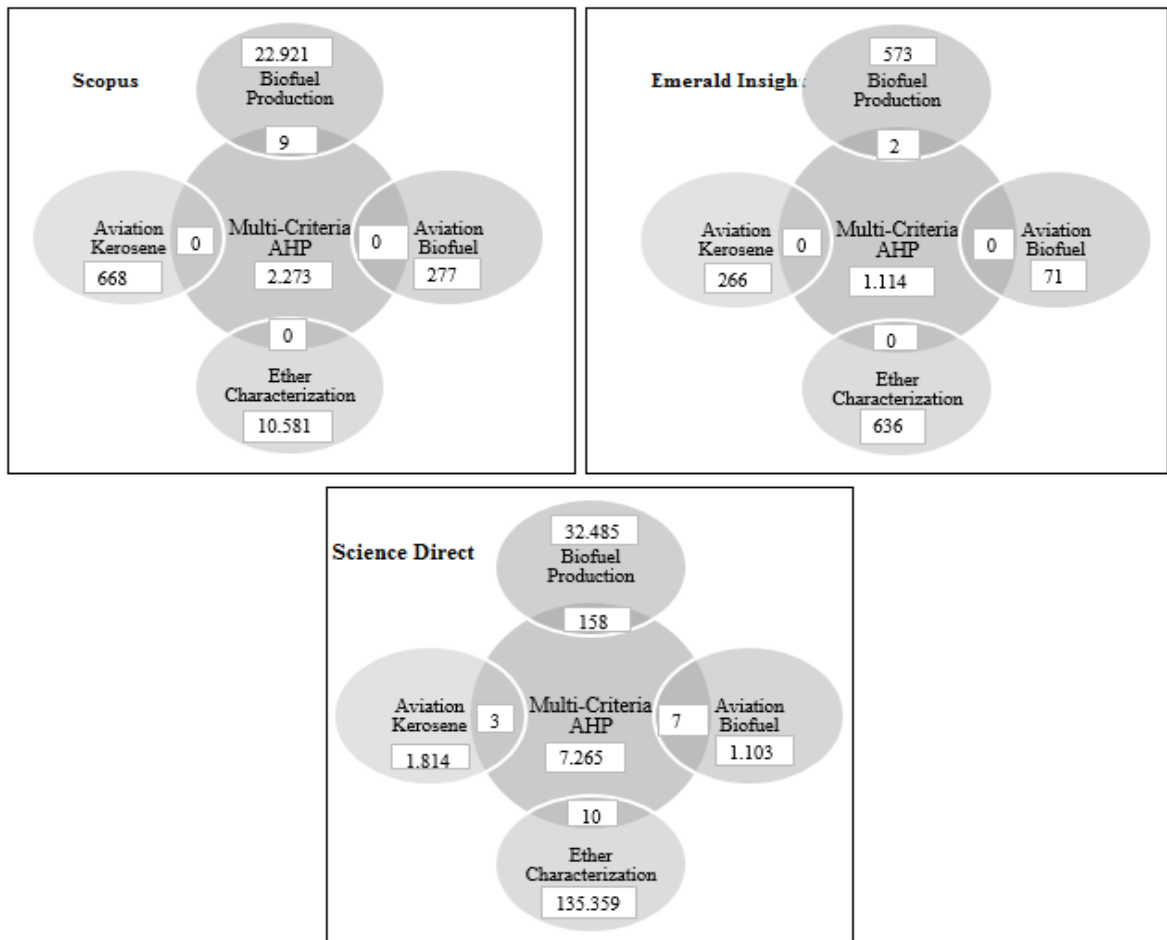 Scopus
22.921
Biofuel
Production
9
Aviation
Kerosene
668
0
Multi-Criteria
AHP
2.273
0
Aviation
Biofuel
277
0
Ether
Characterization
10.581
Emerald Insigh
573
Biofuel
Production
2
Aviation
Kerosene
266
0
Multi-Criteria
AHP
1.114
0
Aviation
Biofuel
71
0
Ether
Characterization
636
Science Direct
32.485
Biofuel
Production
158
Aviation
Kerosene
1.814
3
Multi-Criteria
AHP
7.265
7
Aviation
Biofuel
1.103
10
Ether
Characterization
135.359